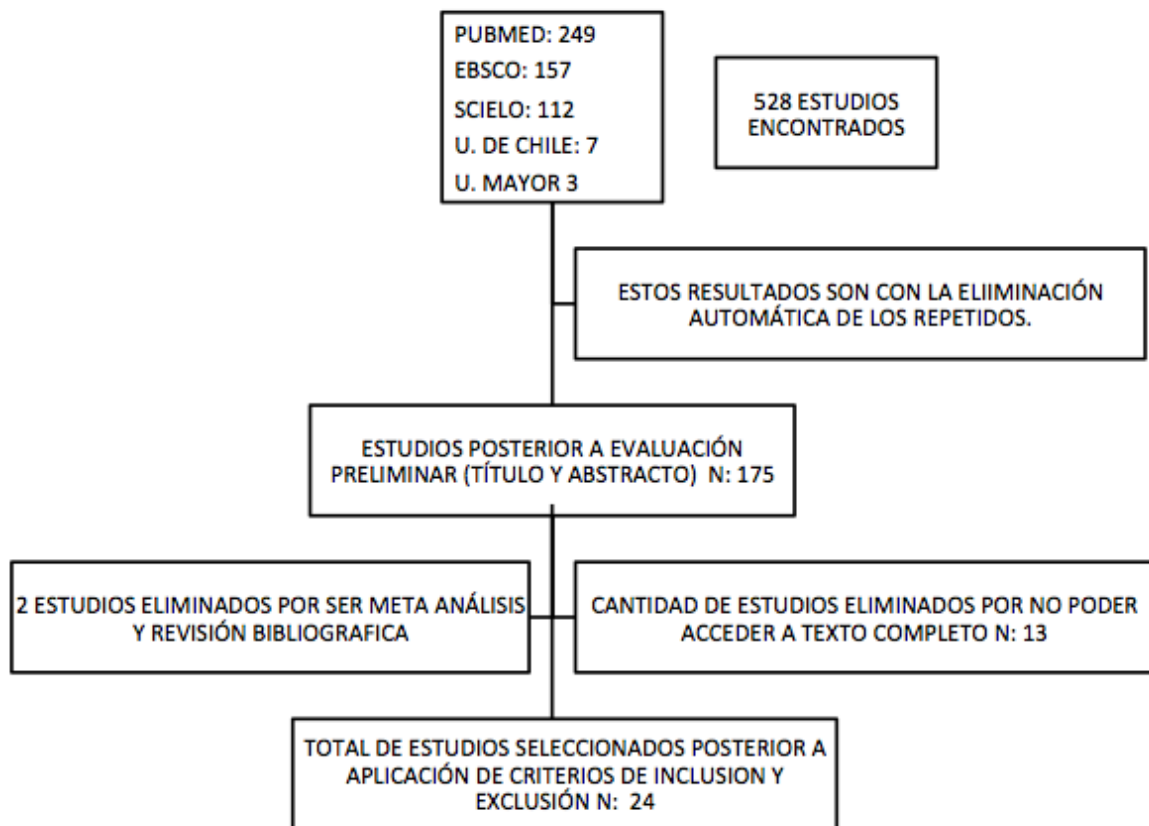 PUBMED: 249
EBSCO: 157
SCIELO: 112
U. DE CHILE: 7
U. MAYOR 3
528 ESTUDIOS
ENCONTRADOS
ESTOS RESULTADOS SON CON LA ELIIMINACIÓN
AUTOMÁTICA DE LOS REPETIDOS.
ESTUDIOS POSTERIOR A EVALUACIÓN
PRELIMINAR (TÍTULO Y ABSTRACTO) N: 175
2 ESTUDIOS ELIMINADOS POR SER META ANÁLISIS
Y REVISIÓN BIBLIOGRAFICA
CANTIDAD DE ESTUDIOS ELIMINADOS POR NO PODER
ACCEDER A TEXTO COMPLETO N: 13
TOTAL DE ESTUDIOS SELECCIONADOS POSTERIOR A
APLICACIÓN DE CRITERIOS DE INCLUSION Y
EXCLUSIÓN N: 24